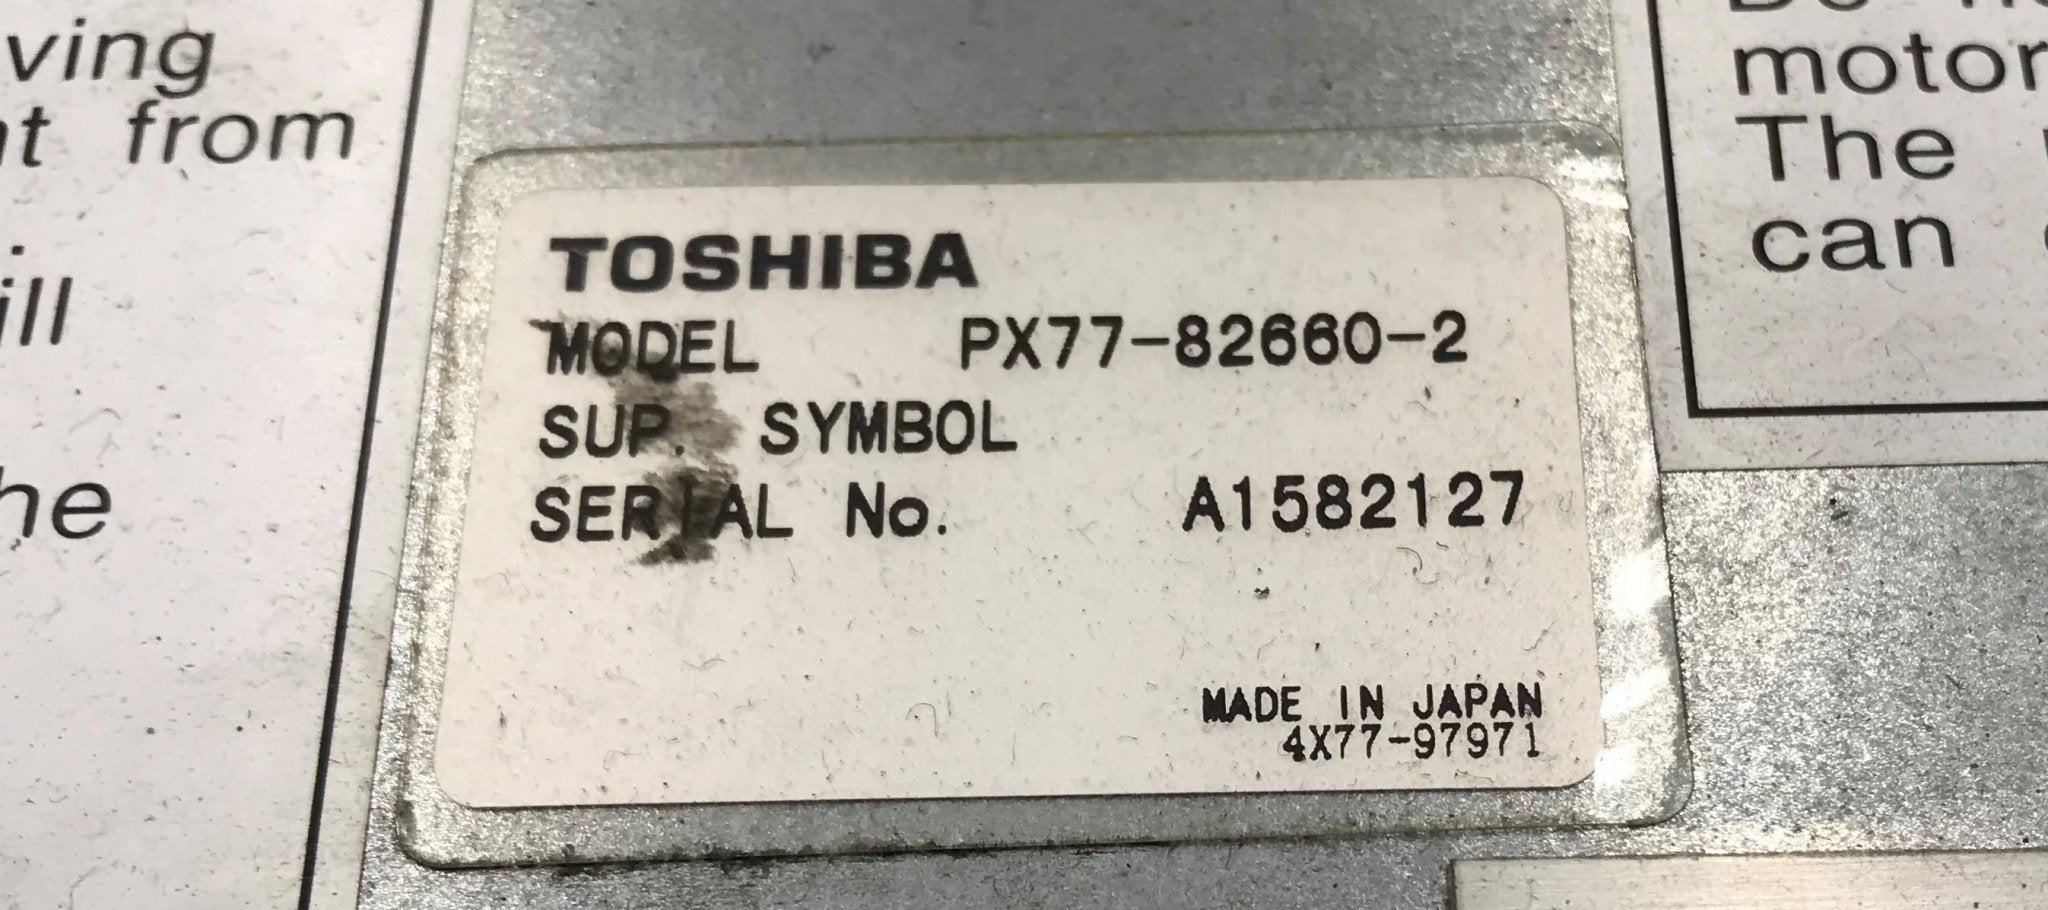 ving
from
ill
he
TOSHIBA
MODEL PX77-82660-2
SUP. SYMBOL
SERIAL No. A1582127
MADE IN JAPAN
4X77-97971
motor
The
can